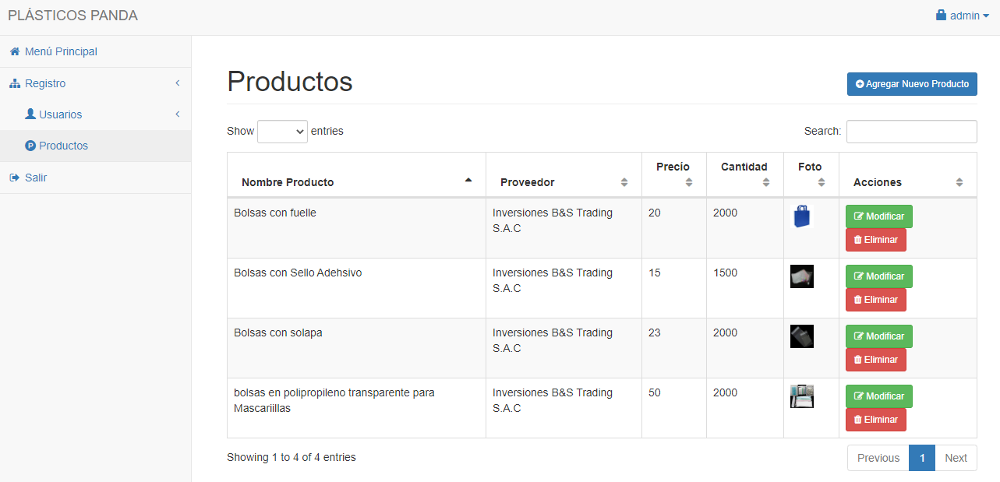 PLÁSTICOS PANDA
admin
Menú Principal
Registro
Usuarios
Productos
Salir
Productos
Agregar Nuevo Producto
Show entries
Search:
Nombre Producto Proveedor Precío Cantidad Foto Acciones
Bolsas con fuelle Inversiones B&S Trading 20 2000 Modificar
S.A.C Eliminar
Bolsas con Sello Adehsivo Inversiones B&S Trading 15 1500 Modificar
S.A.C Eliminar
Bolsas con solapa Inversiones B&S Trading 23 2000 Modificar
S.A.C Eliminar
bolsas en polipropileno transparente para Inversiones B&S Trading 50 2000 Modificar
Mascariillas S.A.C Eliminar
Showing 1 to 4 of 4 entries
Previous 1 Next